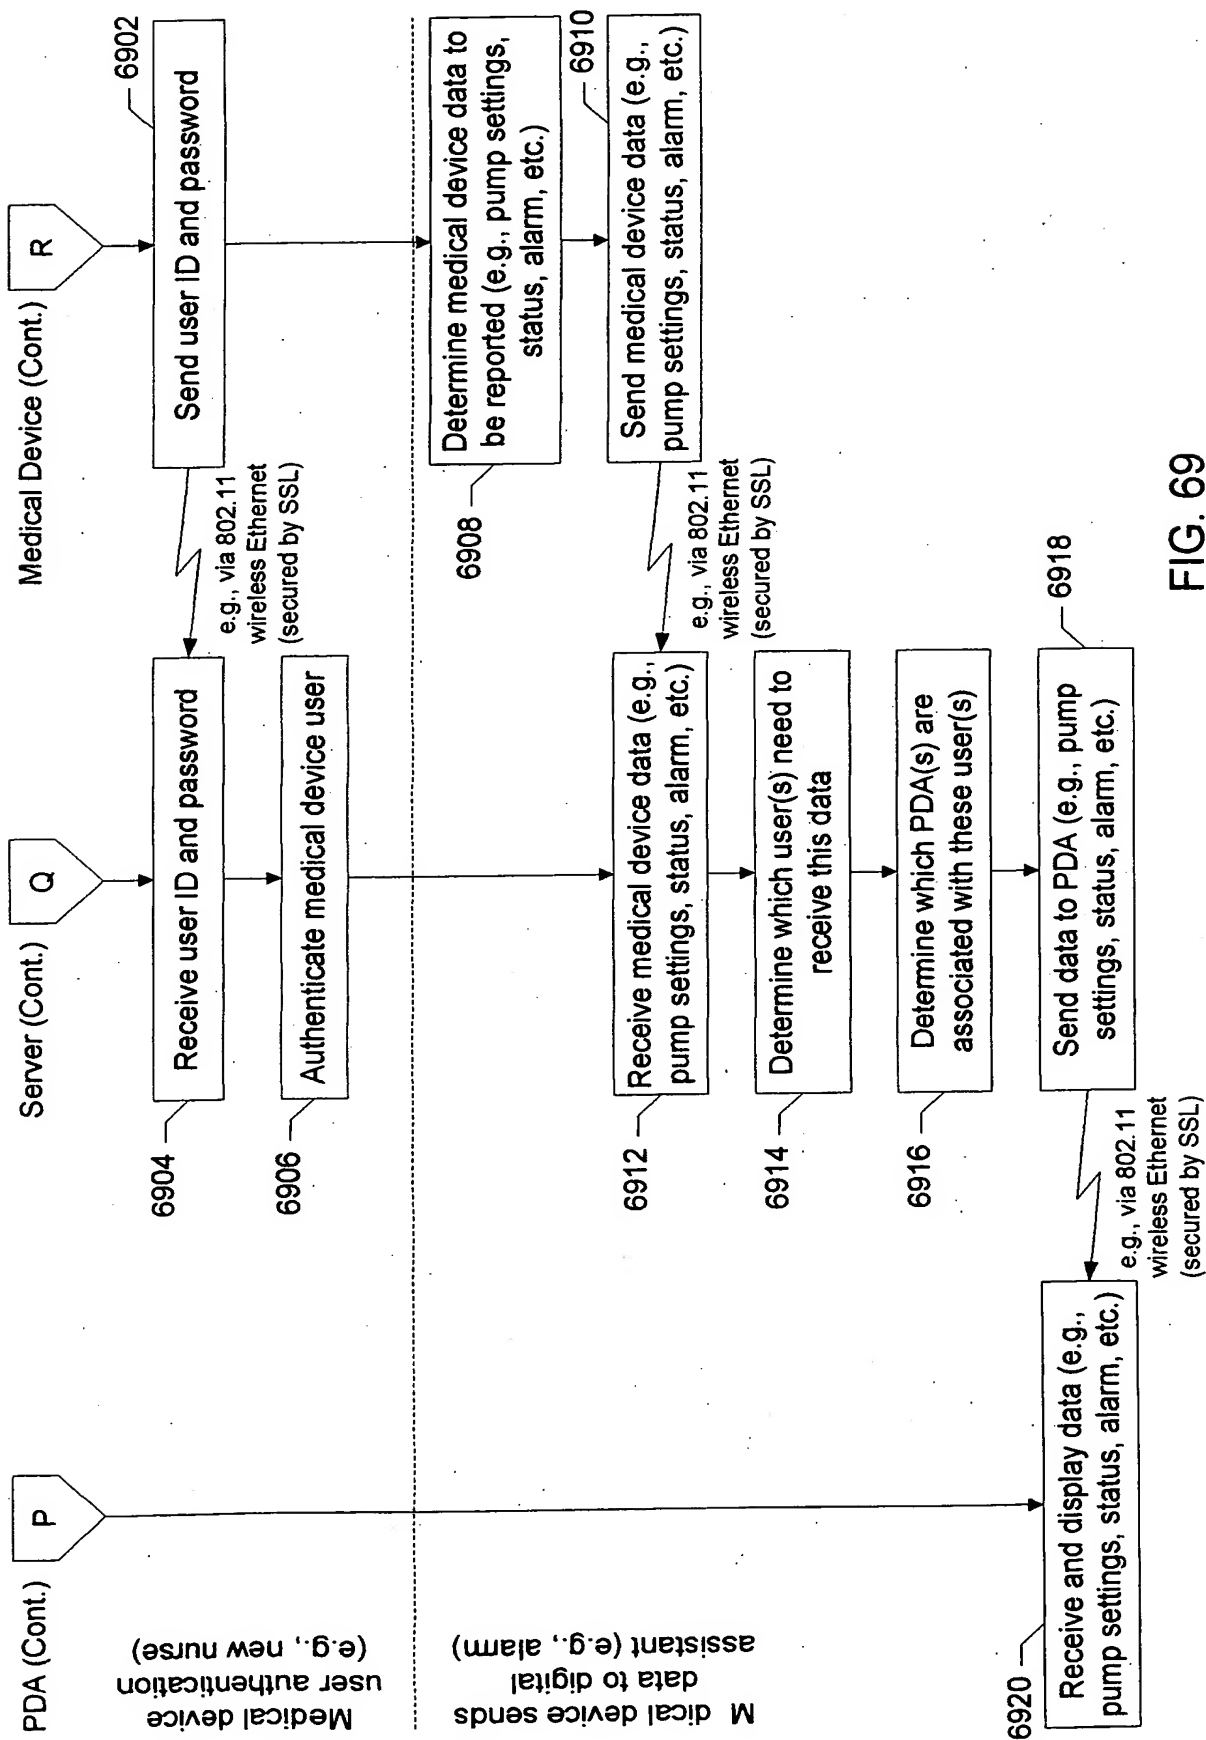 PDA (Cont.)
P
Server (Cont.)
Q
Medical Device (Cont.)
R
Medical device
user authentication
(e.g., new nurse)
6902
Send user ID and password
e.g., via 802.11
wireless Ethernet
(secured by SSL)
6904
Receive user ID and password
6906
Authenticate medical device user
M dical device sends
data to digital
assistant (e.g., alarm)
6908
Determine medical device data to
be reported (e.g., pump settings,
status, alarm, etc.)
6910
Send medical device data (e.g.,
pump settings, status, alarm, etc.)
e.g., via 802.11
wireless Ethernet
(secured by SSL)
6912
Receive medical device data (e.g.,
pump settings, status, alarm, etc.)
6914
Determine which user(s) need to
receive this data
6916
Determine which PDA(s) are
associated with these user(s)
6918
Send data to PDA (e.g., pump
settings, status, alarm, etc.)
e.g., via 802.11
wireless Ethernet
(secured by SSL)
6920
Receive and display data (e.g.,
pump settings, status, alarm, etc.)
FIG. 69